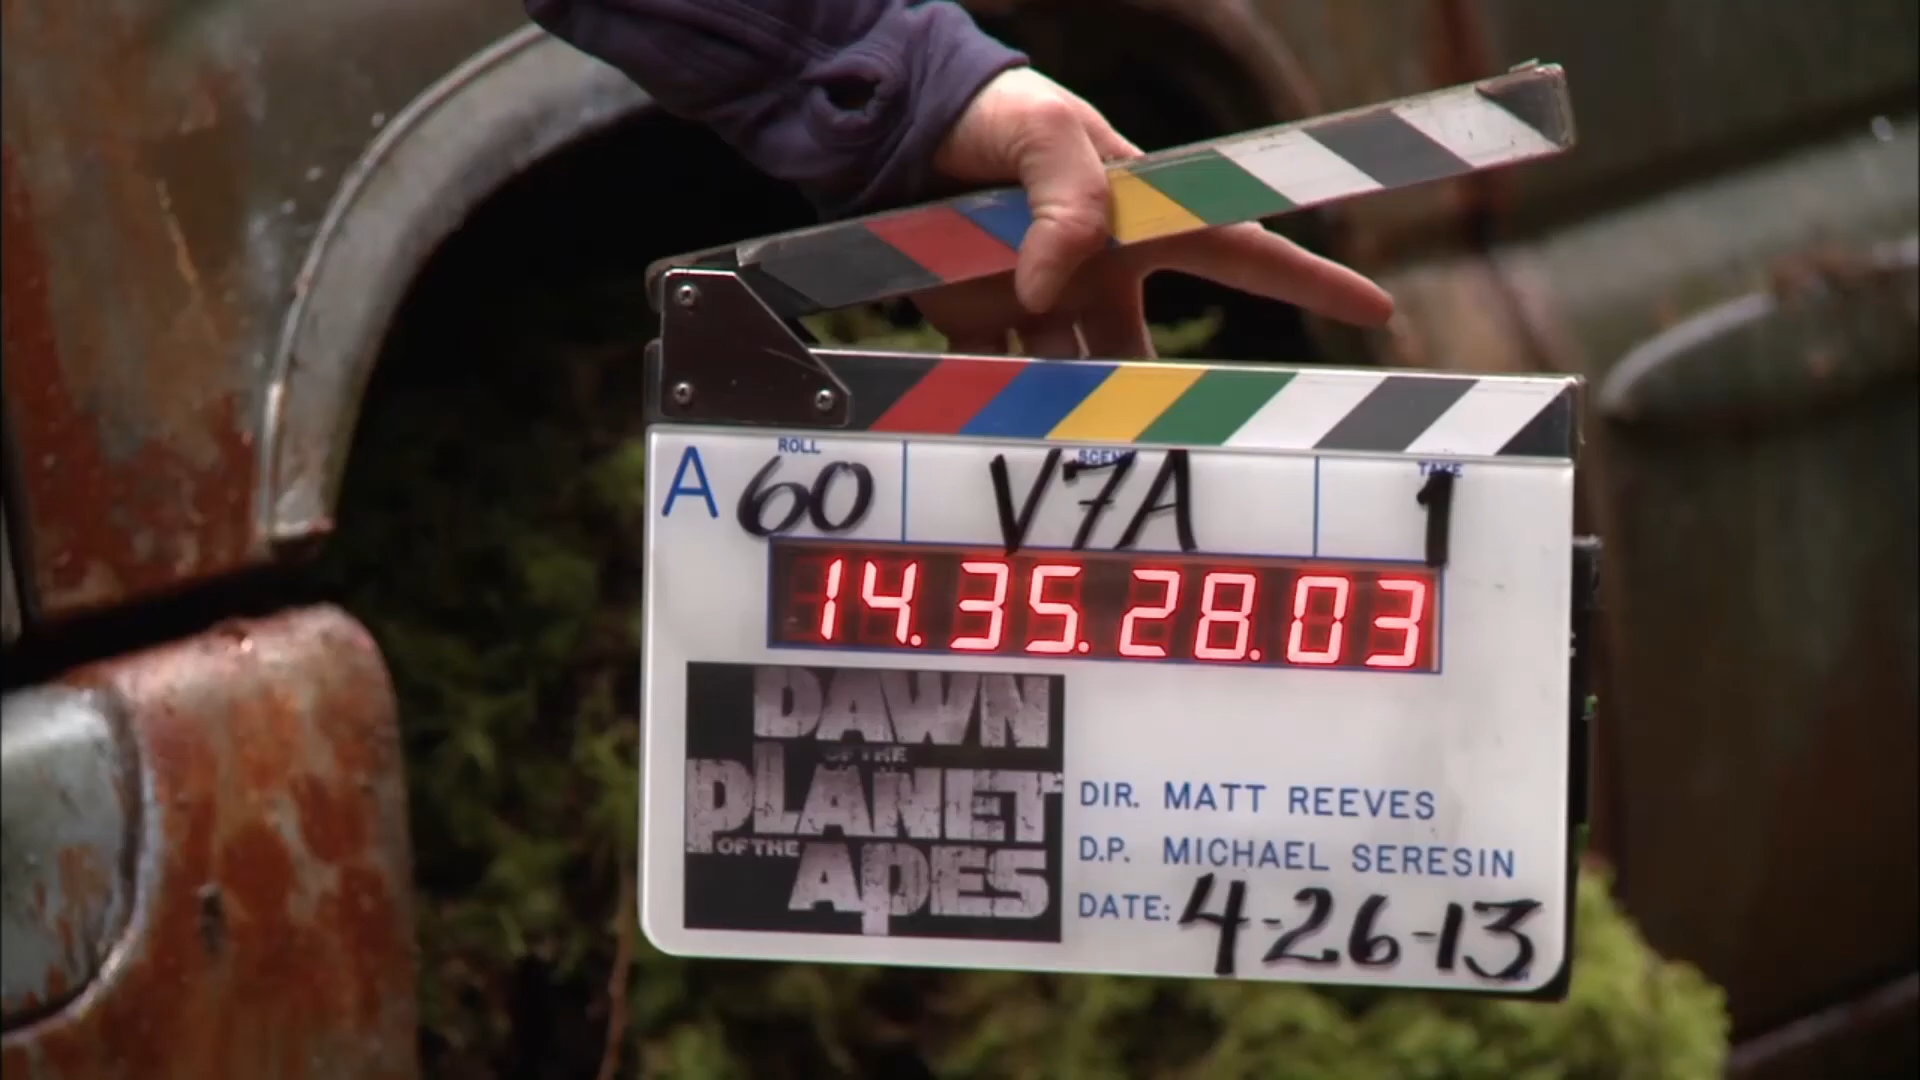 ROLL SCENE TAKE
A 60 V7A 1
14.35.28.03
DAWN
OF THE
PLANET
OF THE
APES
DIR. MATT REEVES
D.P. MICHAEL SERESIN
DATE: 4-26-13